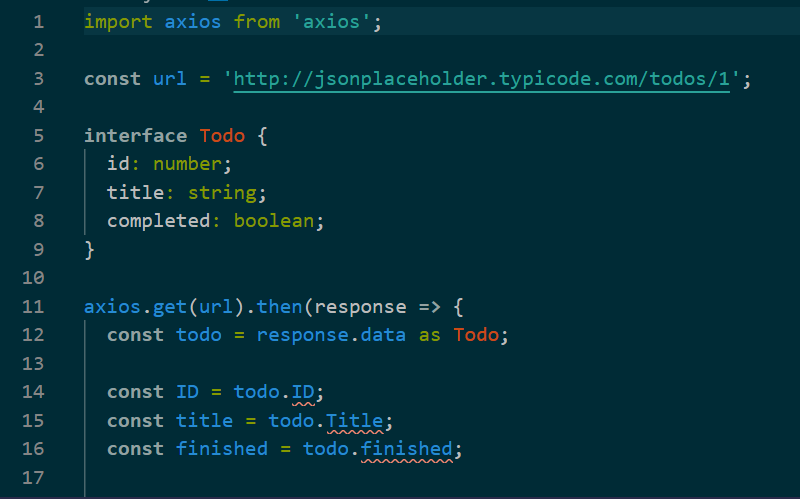 1 import axios from 'axios';
2
3 const url = 'http://jsonplaceholder.typicode.com/todos/1';
4
5 interface Todo {
6 id: number;
7 title: string;
8 completed: boolean;
9 }
10
11 axios.get(url).then(response => {
12 const todo = response.data as Todo;
13
14 const ID = todo.ID;
15 const title = todo.Title;
16 const finished = todo.finished;
17